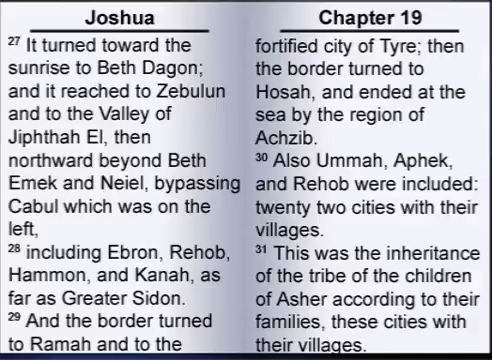 Joshua
27 It turned toward the
sunrise to Beth Dagon;
and it reached to Zebulun
and to the Valley of
Jiphthah El, then
northward beyond Beth
Emek and Neiel, bypassing
Cabul which was on the
left,
28 including Ebron, Rehob,
Hammon, and Kanah, as
far as Greater Sidon.
29 And the border turned
to Ramah and to the
Chapter 19
fortified city of Tyre; then
the border turned to
Hosah, and ended at the
sea by the region of
Achzib.
30 Also Ummah, Aphek,
and Rehob were included:
twenty two cities with their
villages.
31 This was the inheritance
of the tribe of the children
of Asher according to their
families, these cities with
their villages.